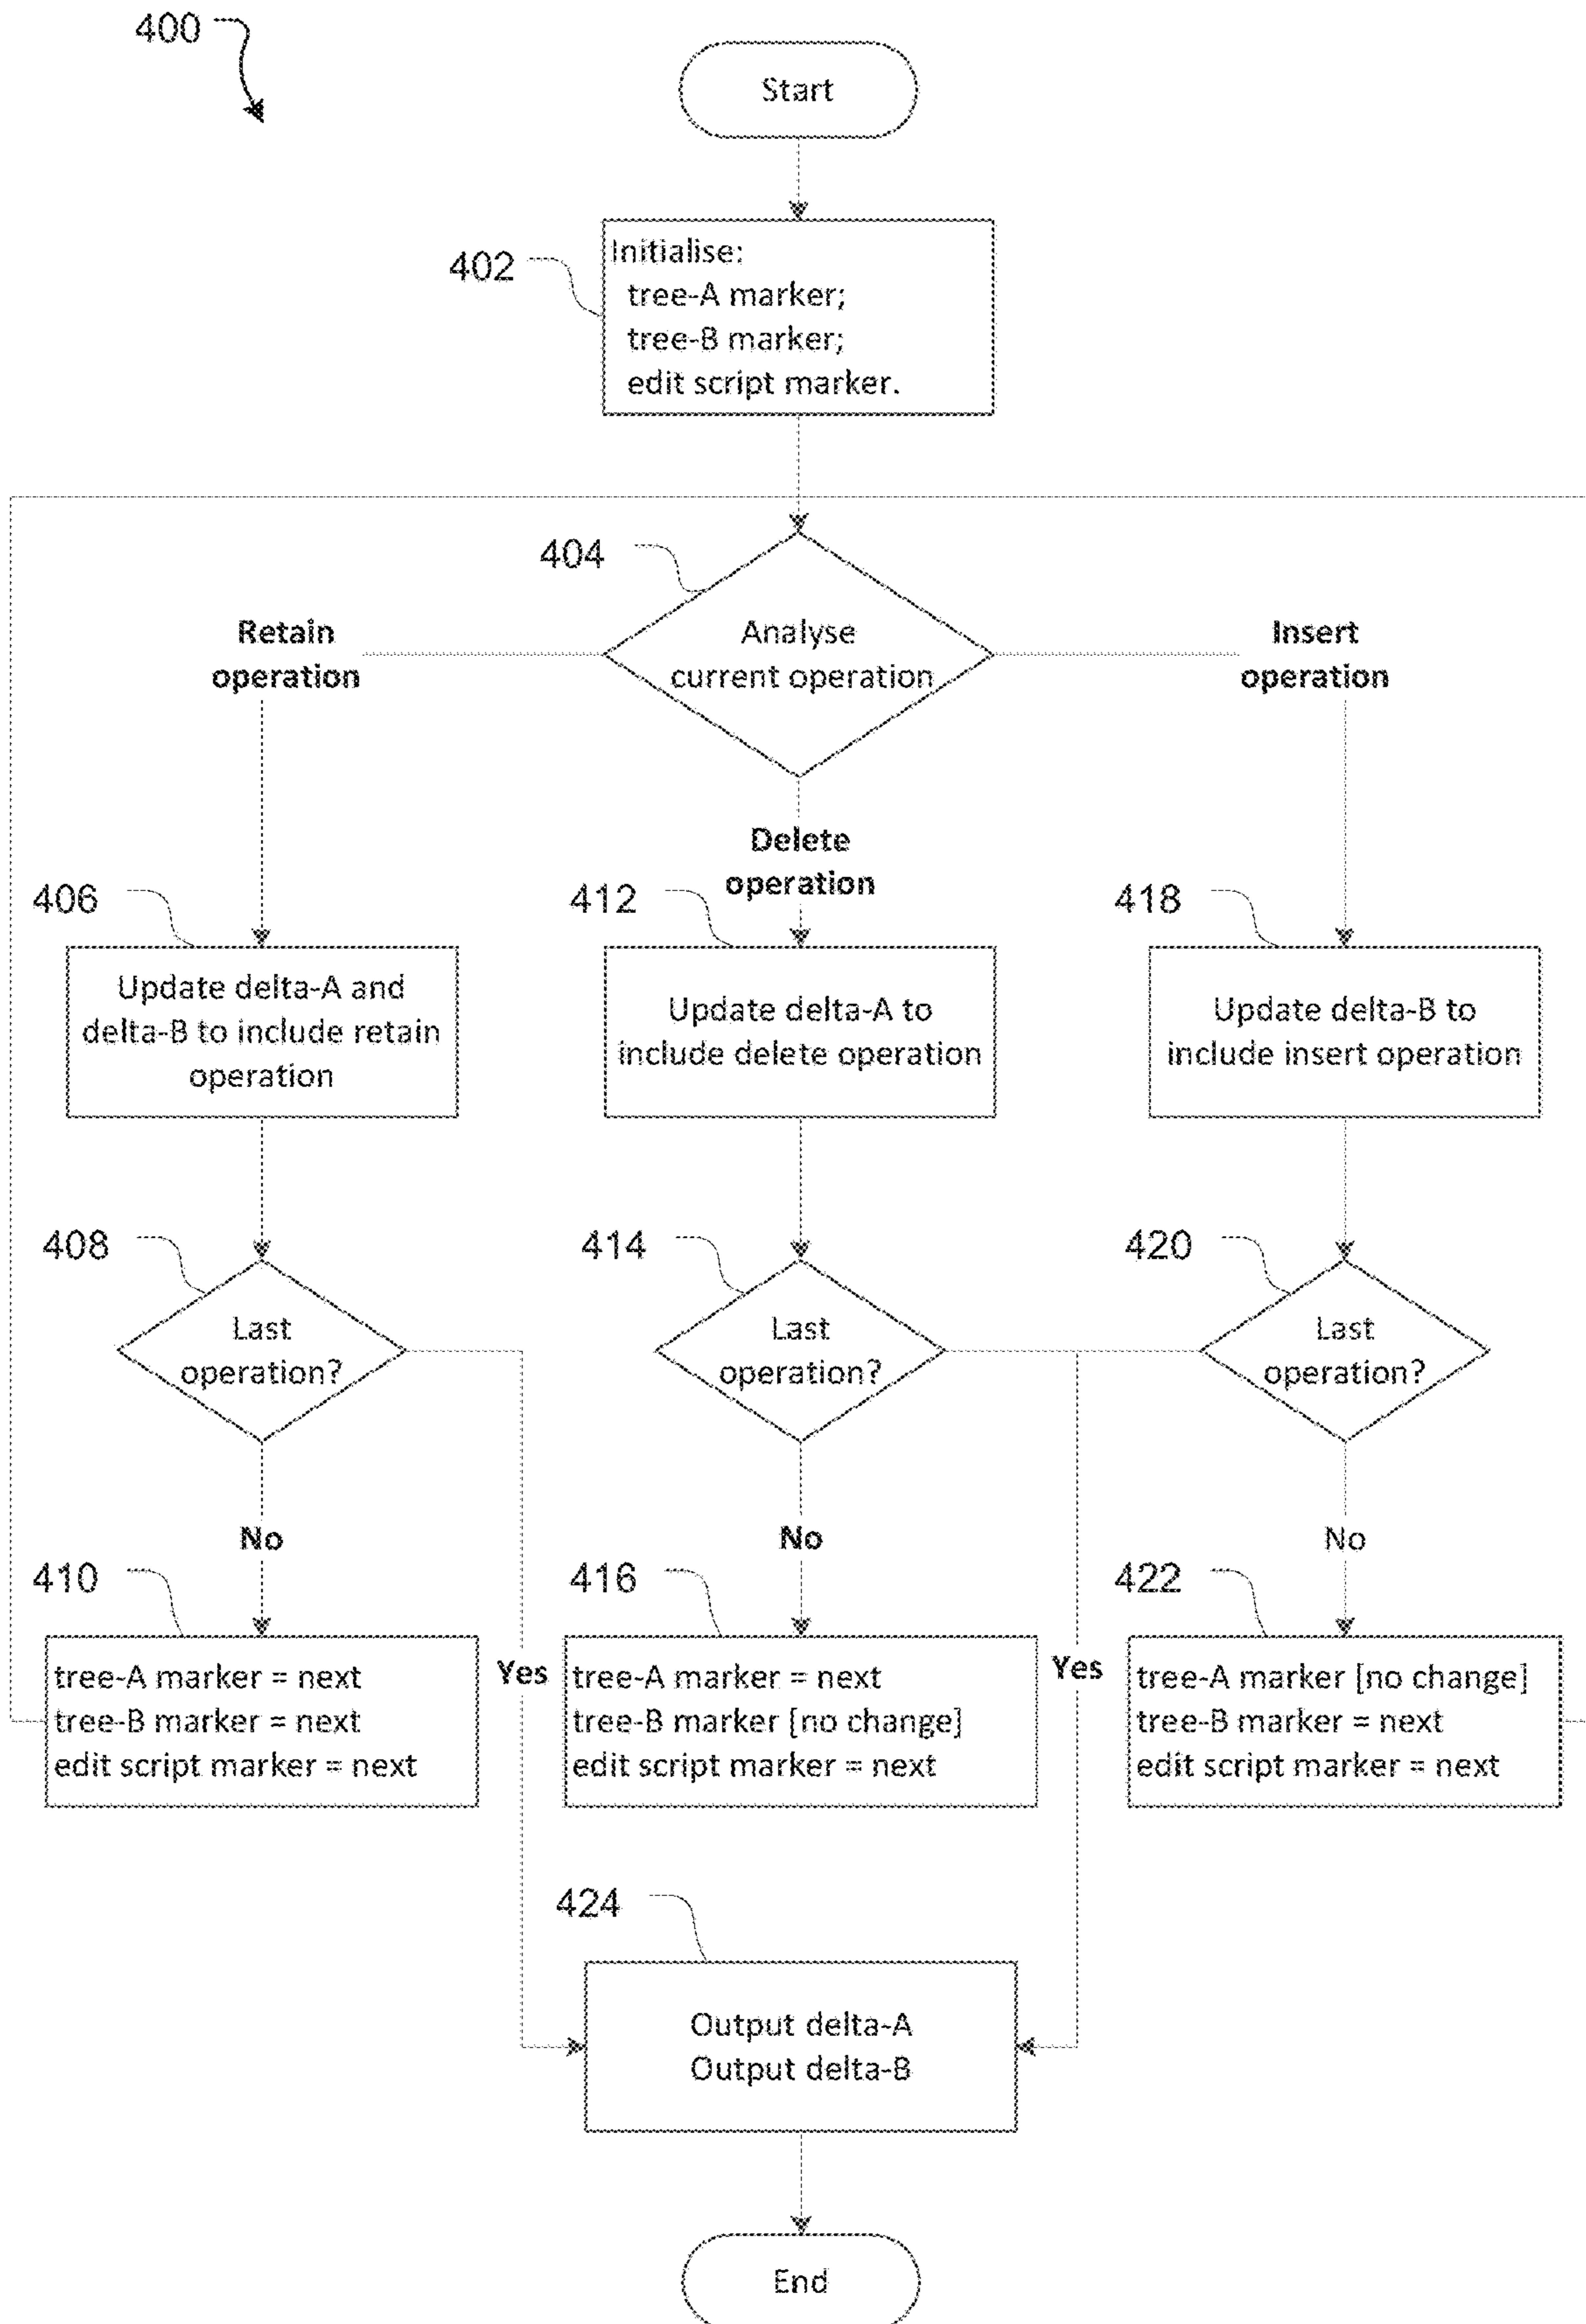 400
Start
402
Initialise:
tree-A marker;
tree-B marker;
edit script marker.
404
Analyse
current operation
Retain
operation
Insert
operation
Delete
operation
406
Update delta-A and
delta-B to include retain
operation
412
Update delta-A to
include delete operation
418
Update delta-B to
include insert operation
408
Last
operation?
414
Last
operation?
420
Last
operation?
No
No
No
410
tree-A marker = next
tree-B marker = next
edit script marker = next
Yes
416
tree-A marker = next
tree-B marker [no change]
edit script marker = next
Yes
422
tree-A marker [no change]
tree-B marker = next
edit script marker = next
424
Output delta-A
Output delta-B
End